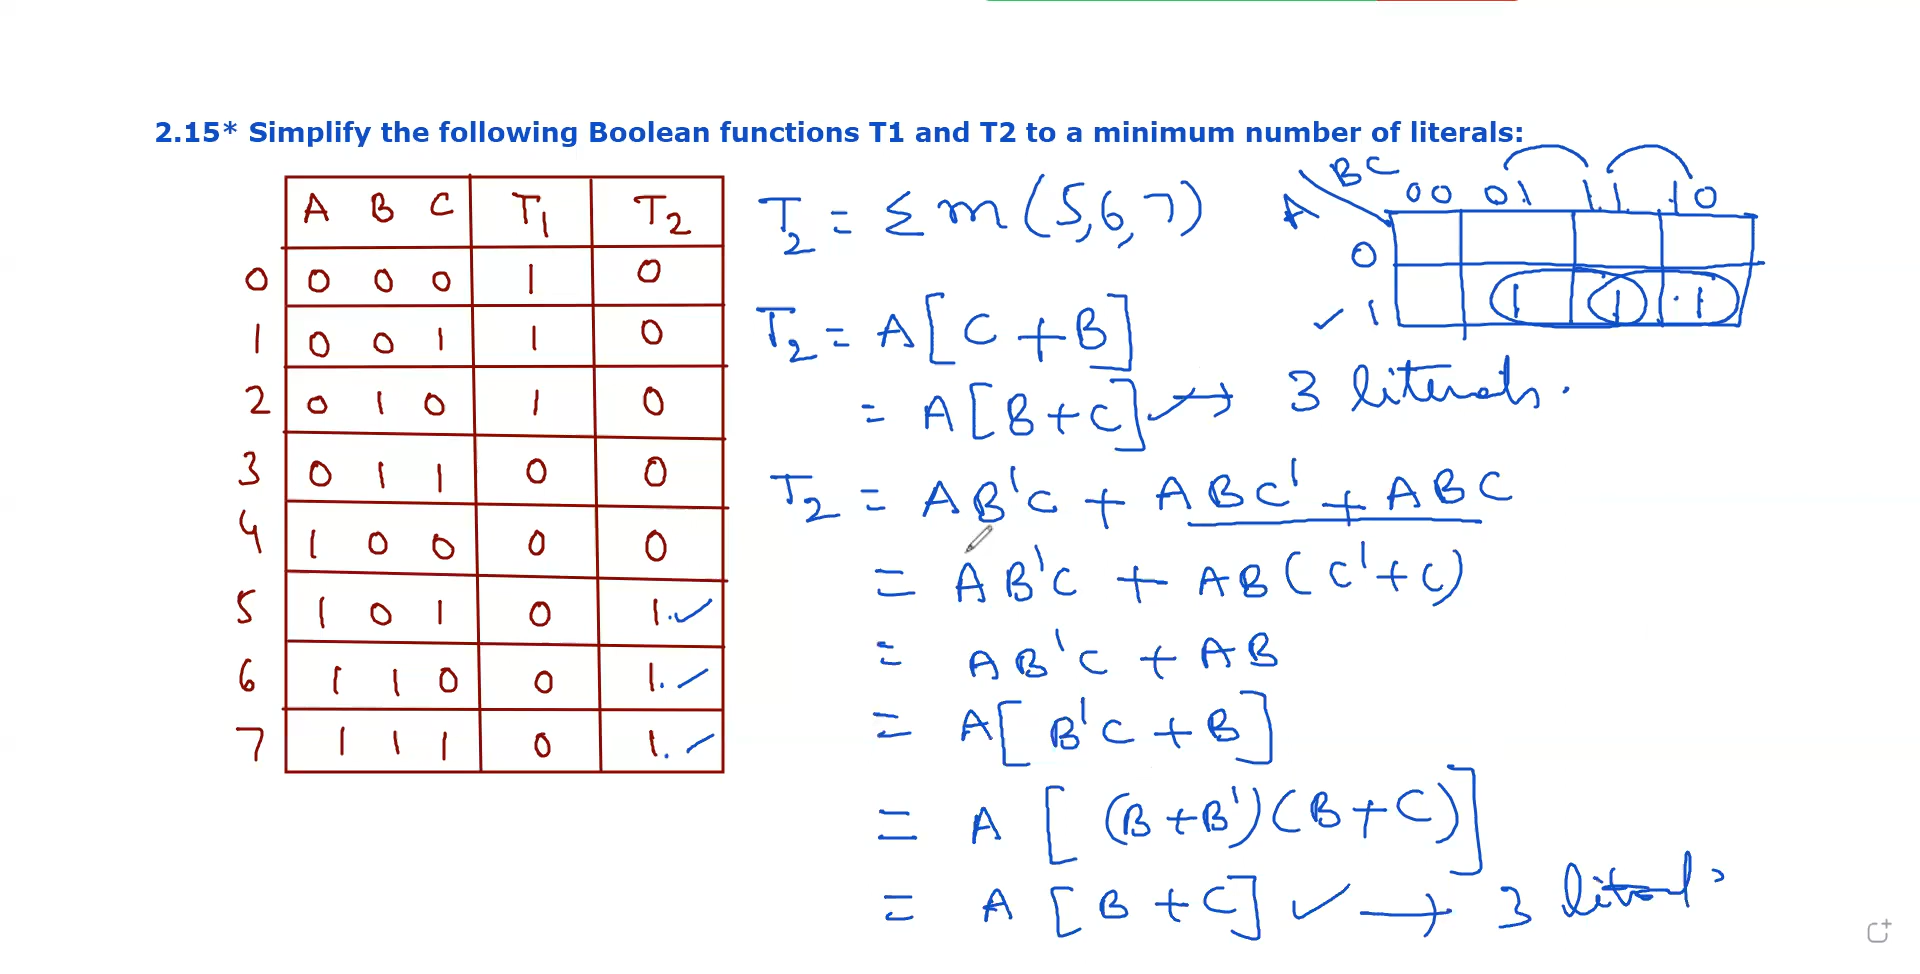 2.15* Simplify the following Boolean functions T1 and T2 to a minimum number of literals:
A B C T1 T2
0 0 0 0 1 0
1 0 0 1 1 0
2 0 1 0 1 0
3 0 1 1 0 0
4 1 0 0 0 0
5 1 0 1 0 1 ✓
6 1 1 0 0 1 ✓
7 1 1 1 0 1 ✓
T2 = Σ m (5,6,7)
T2 = A[C + B]
= A[B + C] ✓ → 3 literals.
T2 = AB'C + ABC' + ABC
= AB'C + AB(C' + C)
= AB'C + AB
= A[B'C + B]
= A[(B + B')(B + C)]
= A[B + C] ✓ → 3 literals
A BC
00 01 11 10
0
✓ 1 1 1 1